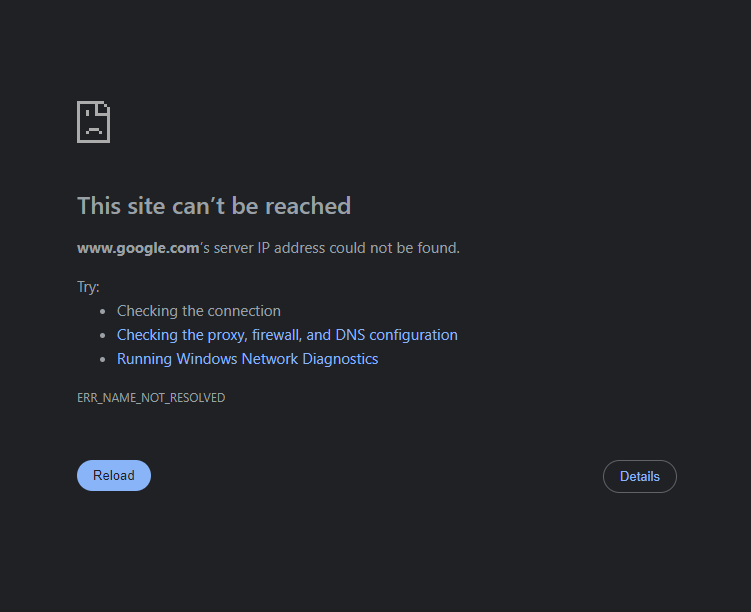 This site can’t be reached
www.google.com’s server IP address could not be found.
Try:
• Checking the connection
• Checking the proxy, firewall, and DNS configuration
• Running Windows Network Diagnostics
ERR_NAME_NOT_RESOLVED
Reload
Details